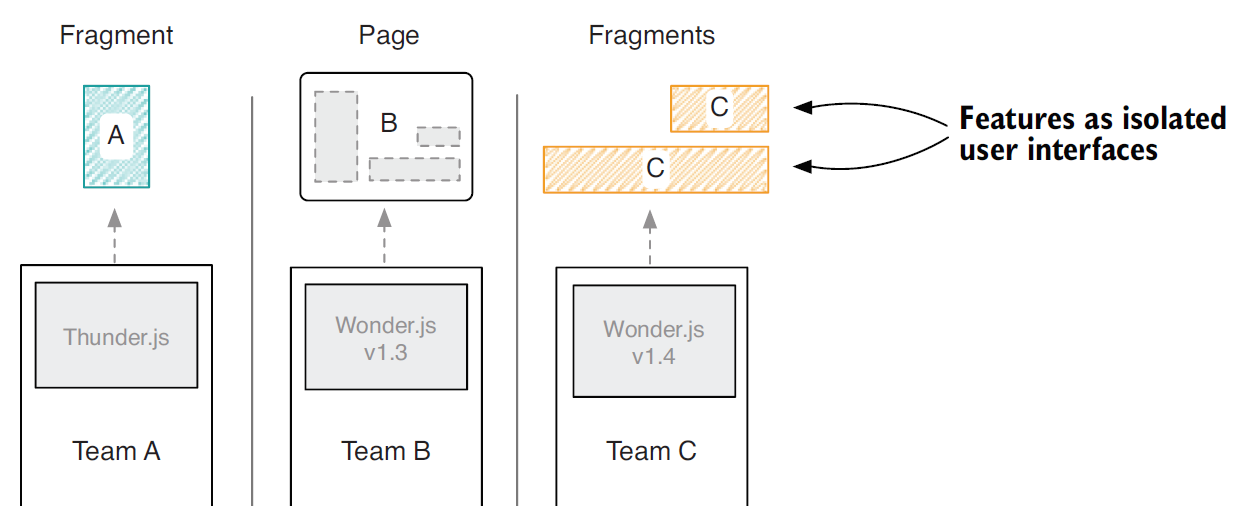 Fragment
Page
Fragments
A
B
C
C
Features as isolated
user interfaces
Thunder.js
Wonder.js
v1.3
Wonder.js
v1.4
Team A
Team B
Team C